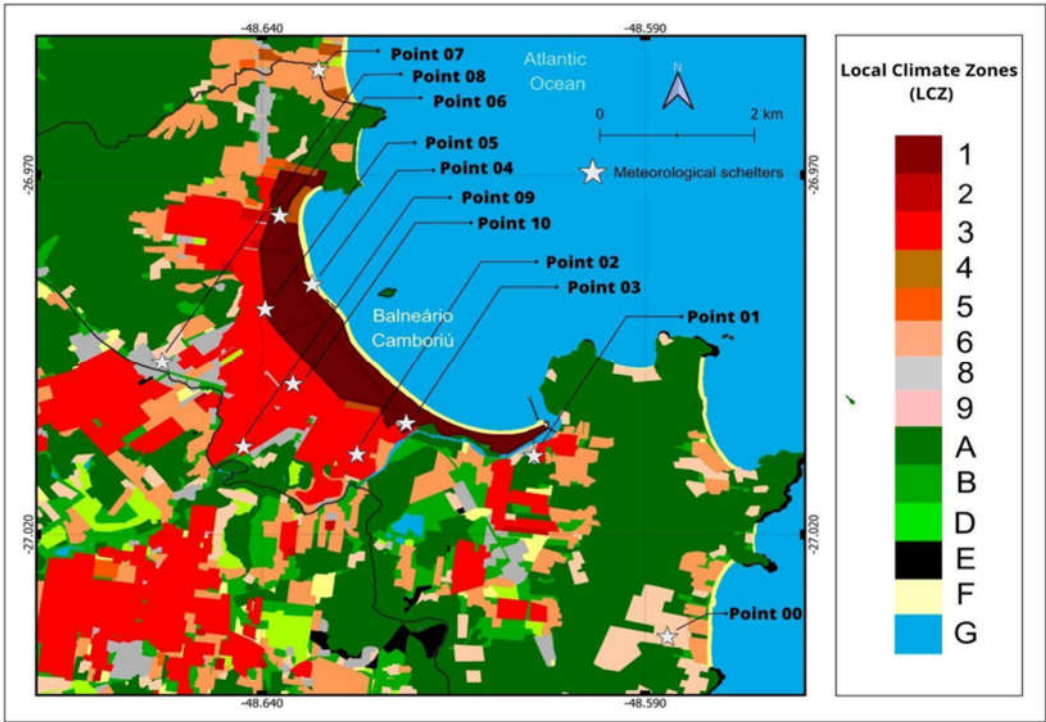 -48.640
-48.590
Point 07
Atlantic
Ocean
Point 08
Point 06
N
0
2 km
Point 05
Point 04
Meteorological schelters
-26.970
-26.970
Point 09
Point 10
Point 02
Point 03
Balneário
Camboriú
Point 01
-27.020
-27.020
Point 00
-48.640
-48.590
Local Climate Zones
(LCZ)
1
2
3
4
5
6
8
9
A
B
D
E
F
G